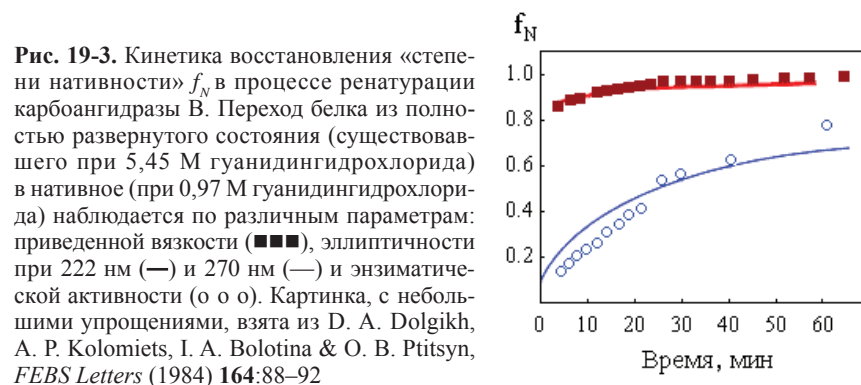 Рис. 19-3. Кинетика восстановления «степе-
ни нативности» fN в процессе ренатурации
карбоангидразы В. Переход белка из полно-
стью развернутого состояния (существовав-
шего при 5,45 М гуанидингидрохлорида)
в нативное (при 0,97 М гуанидингидрохлори-
да) наблюдается по различным параметрам:
приведенной вязкости (■■■), эллиптичности
при 222 нм (—) и 270 нм (—) и энзиматиче-
ской активности (о о о). Картинка, с неболь-
шими упрощениями, взята из D. A. Dolgikh,
A. P. Kolomiets, I. A. Bolotina & O. B. Ptitsyn,
FEBS Letters (1984) 164:88–92
fN
1.0
0.8
0.6
0.4
0.2
0 10 20 30 40 50 60
Время, мин